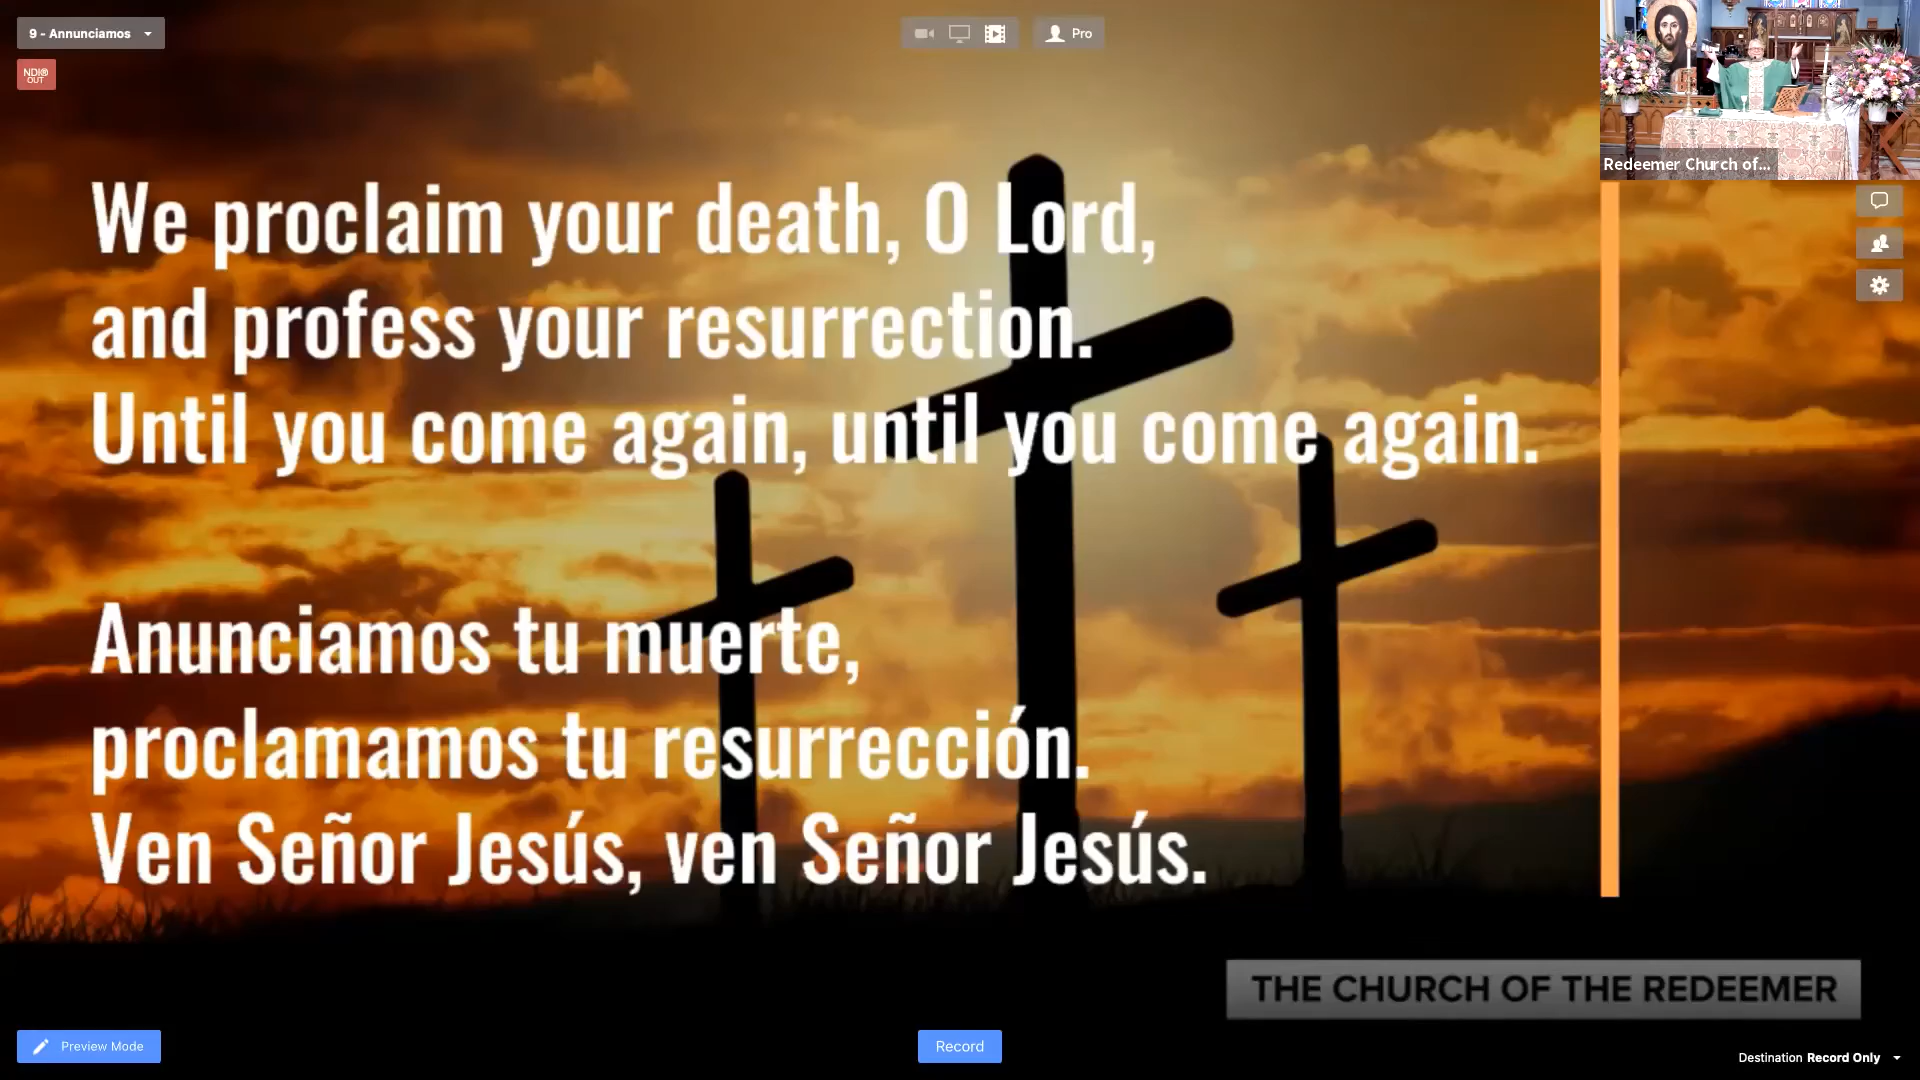 9 - Annunciamos
Pro
NDI®
OUT
Redeemer Church of...
We proclaim your death, O Lord,
and profess your resurrection.
Until you come again, until you come again.
Anunciamos tu muerte,
proclamamos tu resurrección.
Ven Señor Jesús, ven Señor Jesús.
THE CHURCH OF THE REDEEMER
Preview Mode
Record
Destination Record Only